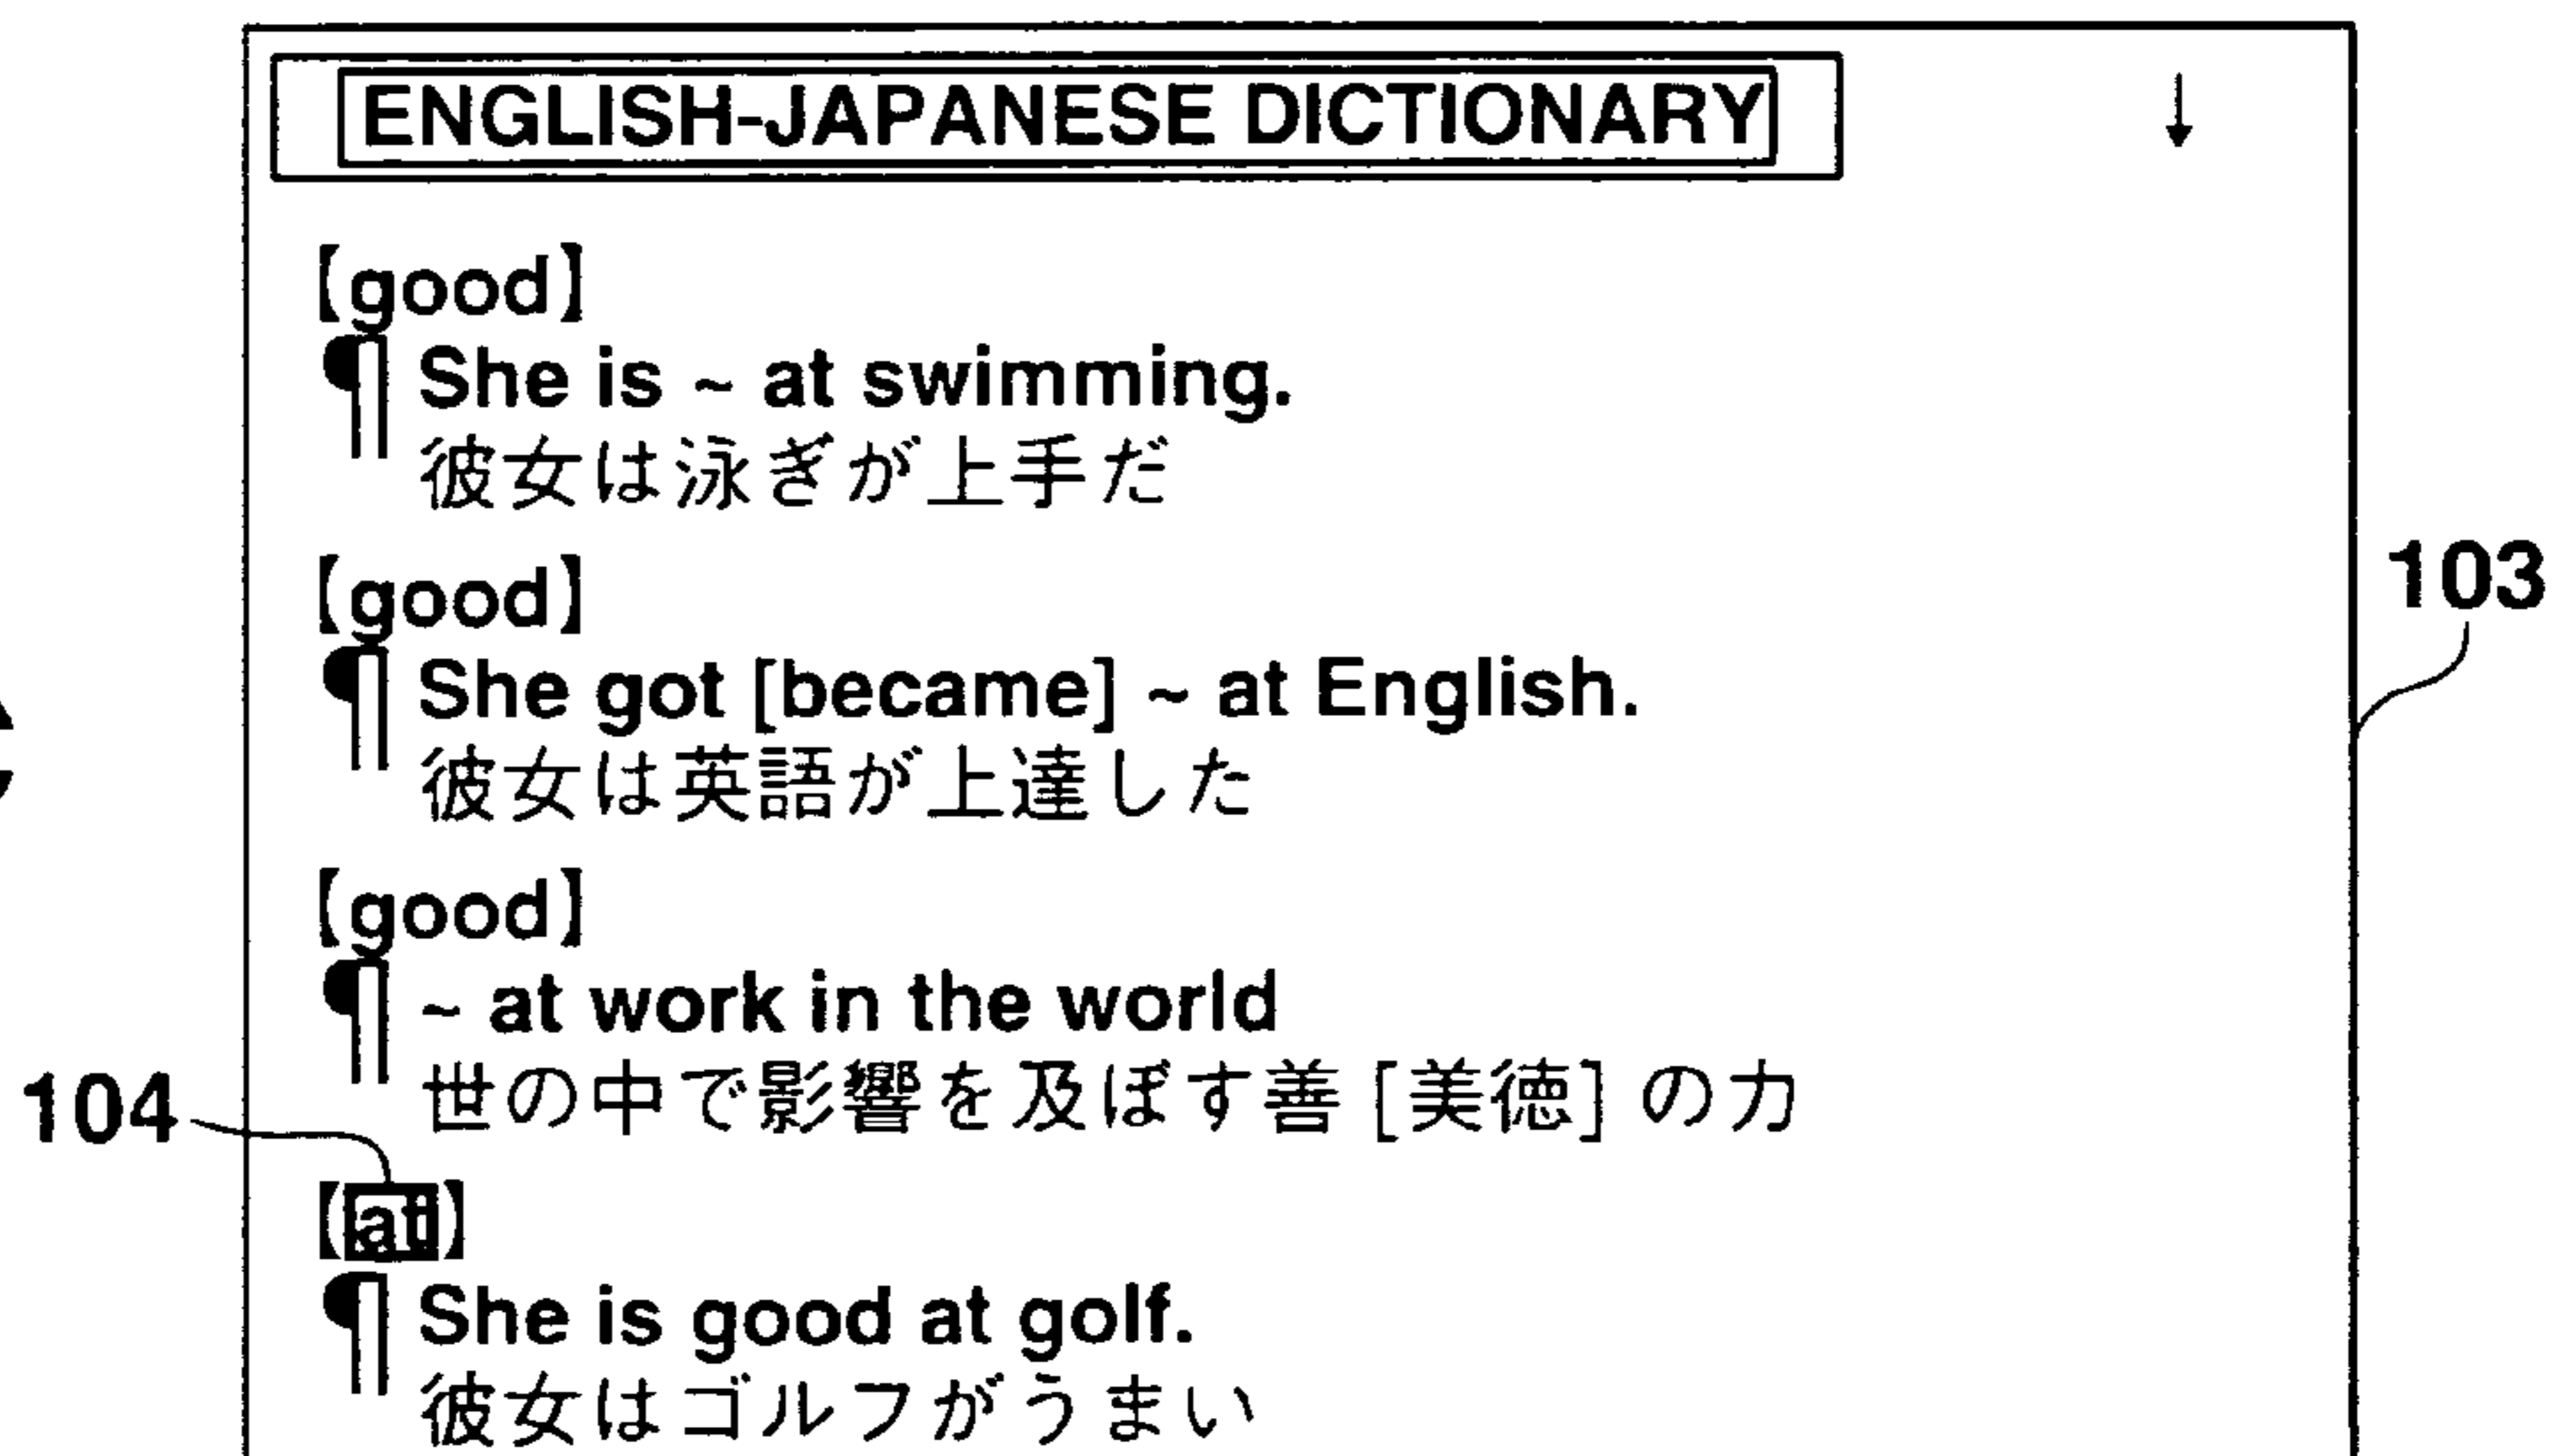 ENGLISH-JAPANESE DICTIONARY ↓
【good】
¶ She is ~ at swimming.
彼女は泳ぎが上手だ
【good】
103
¶ She got [became] ~ at English.
彼女は英語が上達した
【good】
¶ ~ at work in the world
世の中で影響を及ぼす善 [美徳] の力
104
【at】
¶ She is good at golf.
彼女はゴルフがうまい